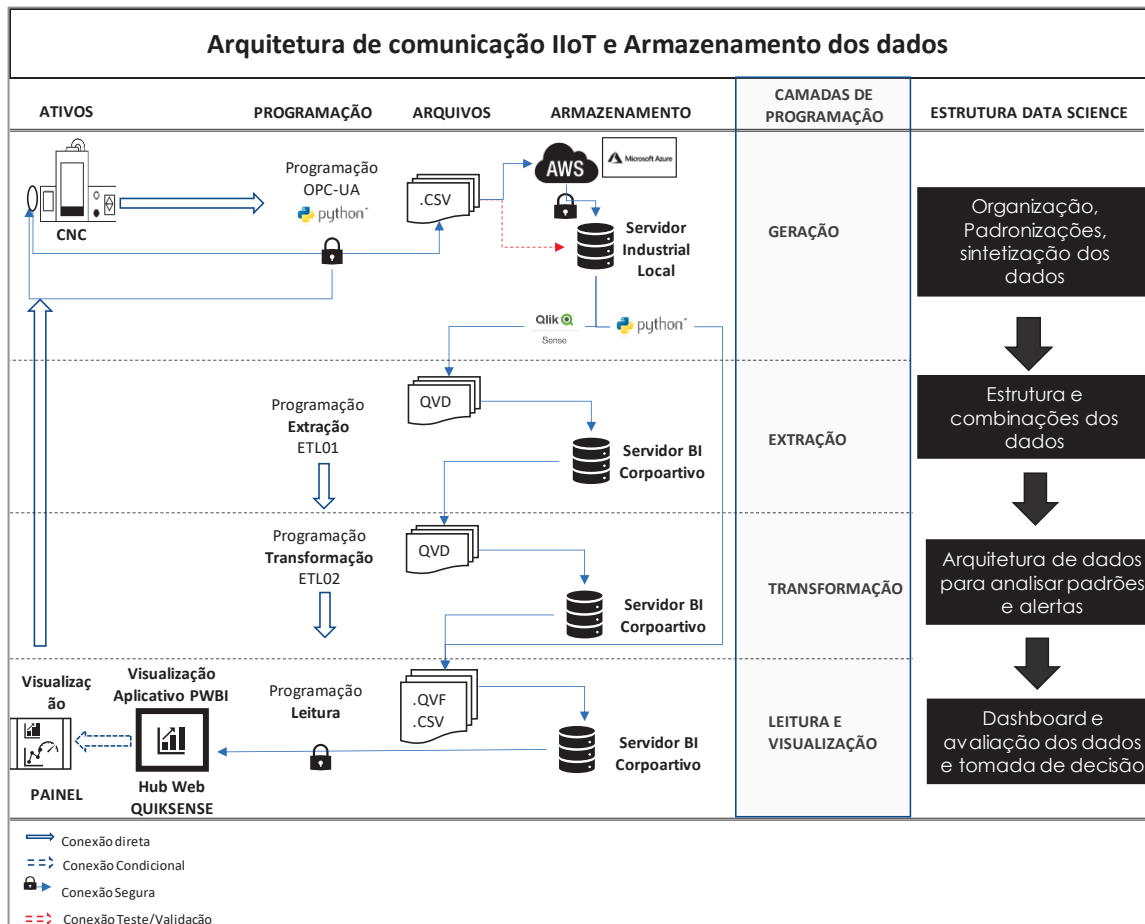 Arquitetura de comunicação IIoT e Armazenamento dos dados
ATIVOS
PROGRAMAÇÃO
ARQUIVOS
ARMAZENAMENTO
CAMADAS DE
PROGRAMAÇÂO
ESTRUTURA DATA SCIENCE
CNC
Programação
OPC-UA
python
.CSV
AWS
Microsoft Azure
Servidor
Industrial
Local
GERAÇÃO
Organização,
Padronizações,
sintetização dos
dados
Qlik
Sense
python
Programação
Extração
ETL01
QVD
Servidor BI
Corpoartivo
EXTRAÇÃO
Estrutura e
combinações dos
dados
Programação
Transformação
ETL02
QVD
Servidor BI
Corpoartivo
TRANSFORMAÇÃO
Arquitetura de dados
para analisar padrões
e alertas
Visualizaç
ão
PAINEL
Visualização
Aplicativo PWBI
Hub Web
QUIKSENSE
Programação
Leitura
.QVF
.CSV
Servidor BI
Corpoartivo
LEITURA E
VISUALIZAÇÃO
Dashboard e
avaliação dos dados
e tomada de decisão
Conexão direta
Conexão Condicional
Conexão Segura
Conexão Teste/Validação